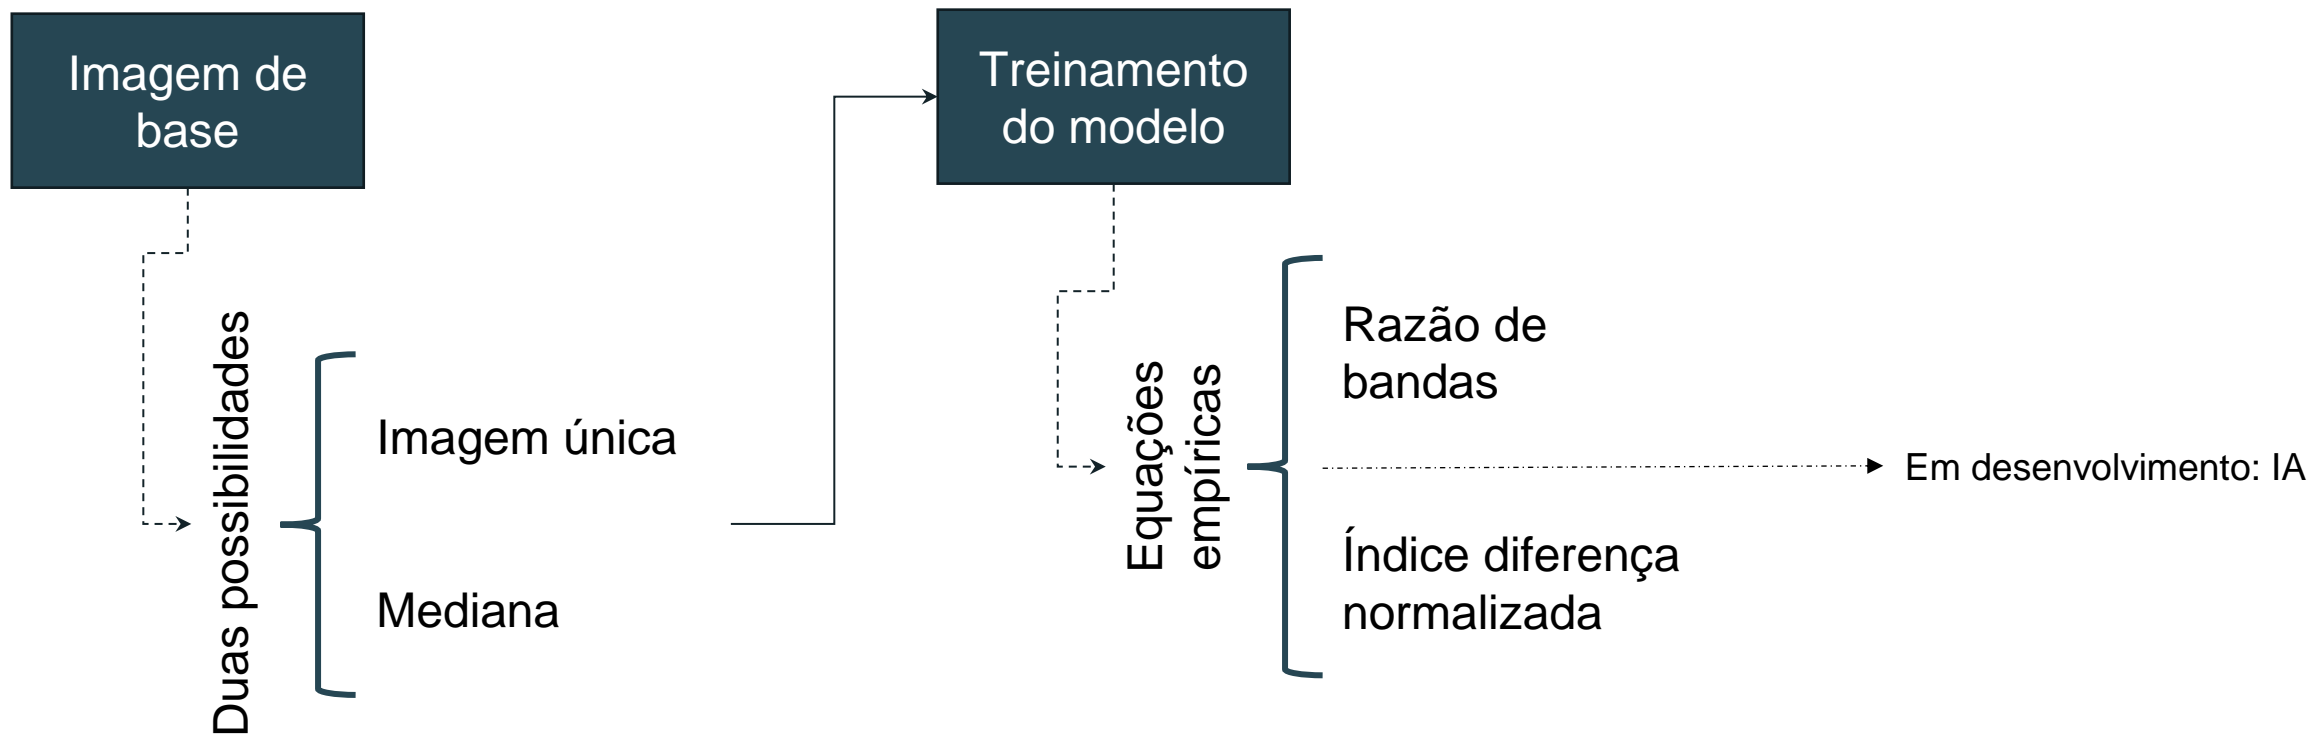 Imagem de
base
Duas possibilidades
Imagem única
Mediana
Treinamento
do modelo
Equações
empíricas
Razão de
bandas
Em desenvolvimento: IA
Índice diferença
normalizada